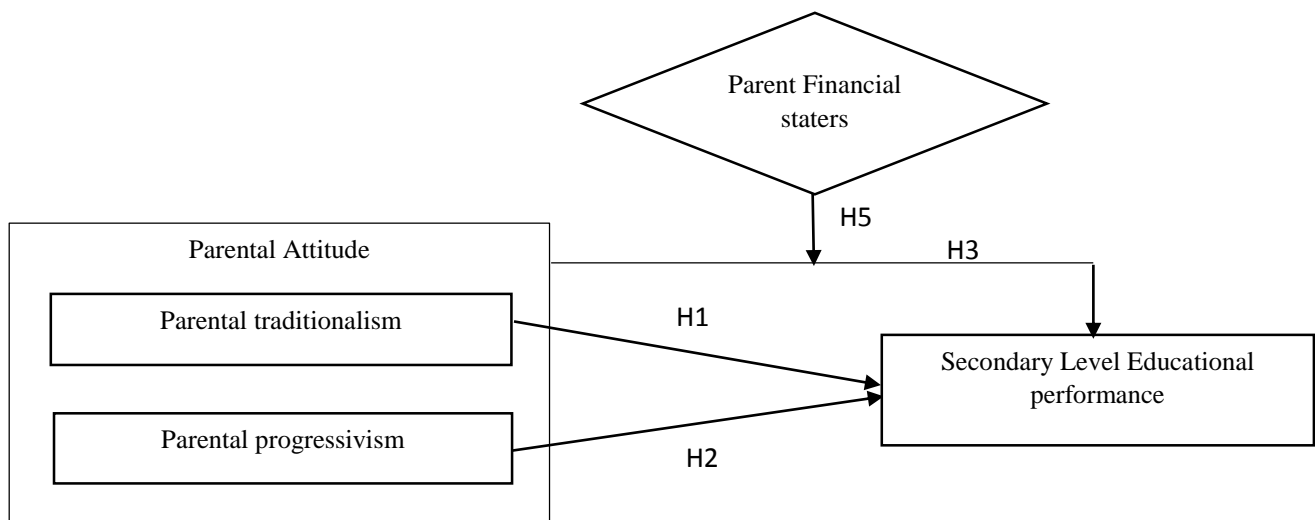 Parent Financial
staters
H5
Parental Attitude
H3
Parental traditionalism
H1
Secondary Level Educational
performance
Parental progressivism
H2